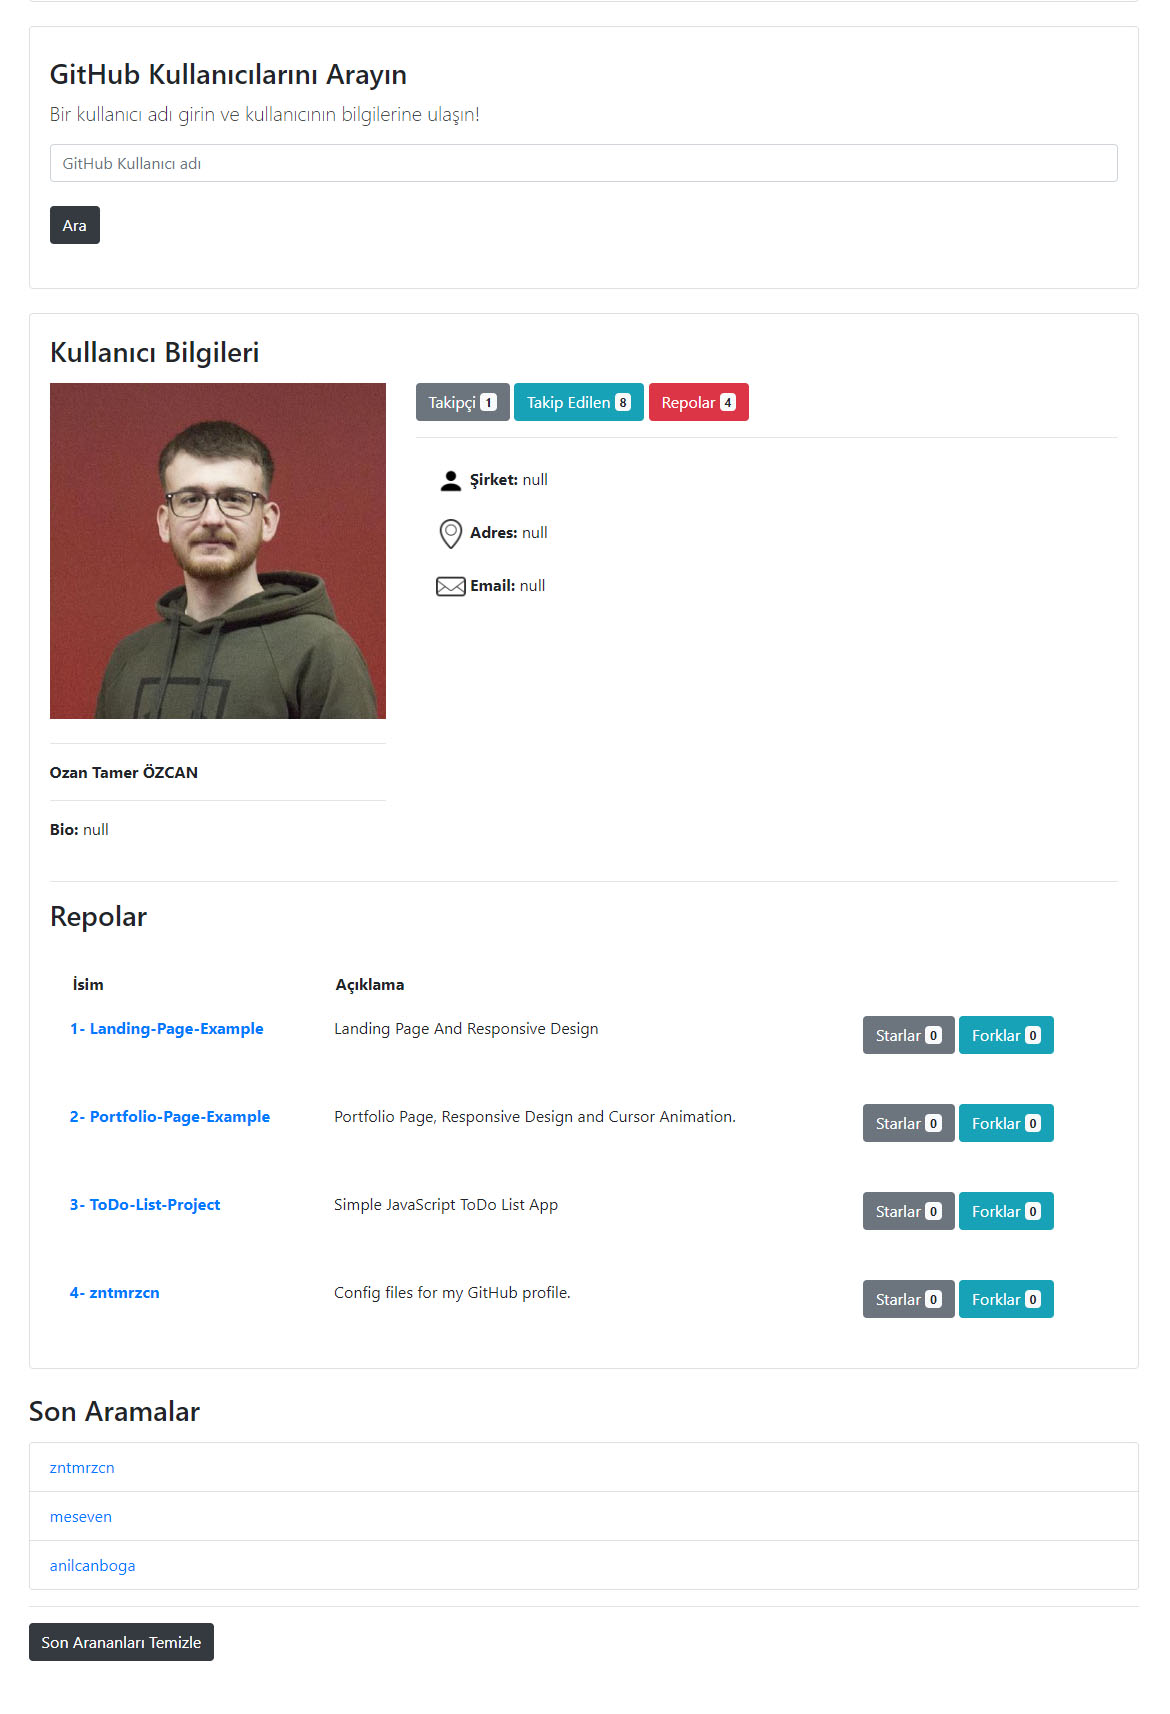 GitHub Kullanıcılarını Arayın
Bir kullanıcı adı girin ve kullanıcının bilgilerine ulaşın!
GitHub Kullanıcı adı
Ara
Kullanıcı Bilgileri
Takipçi 1 Takip Edilen 8 Repolar 4
Şirket: null
Adres: null
Email: null
Ozan Tamer ÖZCAN
Bio: null
Repolar
İsim Açıklama
1- Landing-Page-Example Landing Page And Responsive Design Starlar 0 Forklar 0
2- Portfolio-Page-Example Portfolio Page, Responsive Design and Cursor Animation. Starlar 0 Forklar 0
3- ToDo-List-Project Simple JavaScript ToDo List App Starlar 0 Forklar 0
4- zntmrzcn Config files for my GitHub profile. Starlar 0 Forklar 0
Son Aramalar
zntmrzcn
meseven
anilcanboga
Son Arananları Temizle